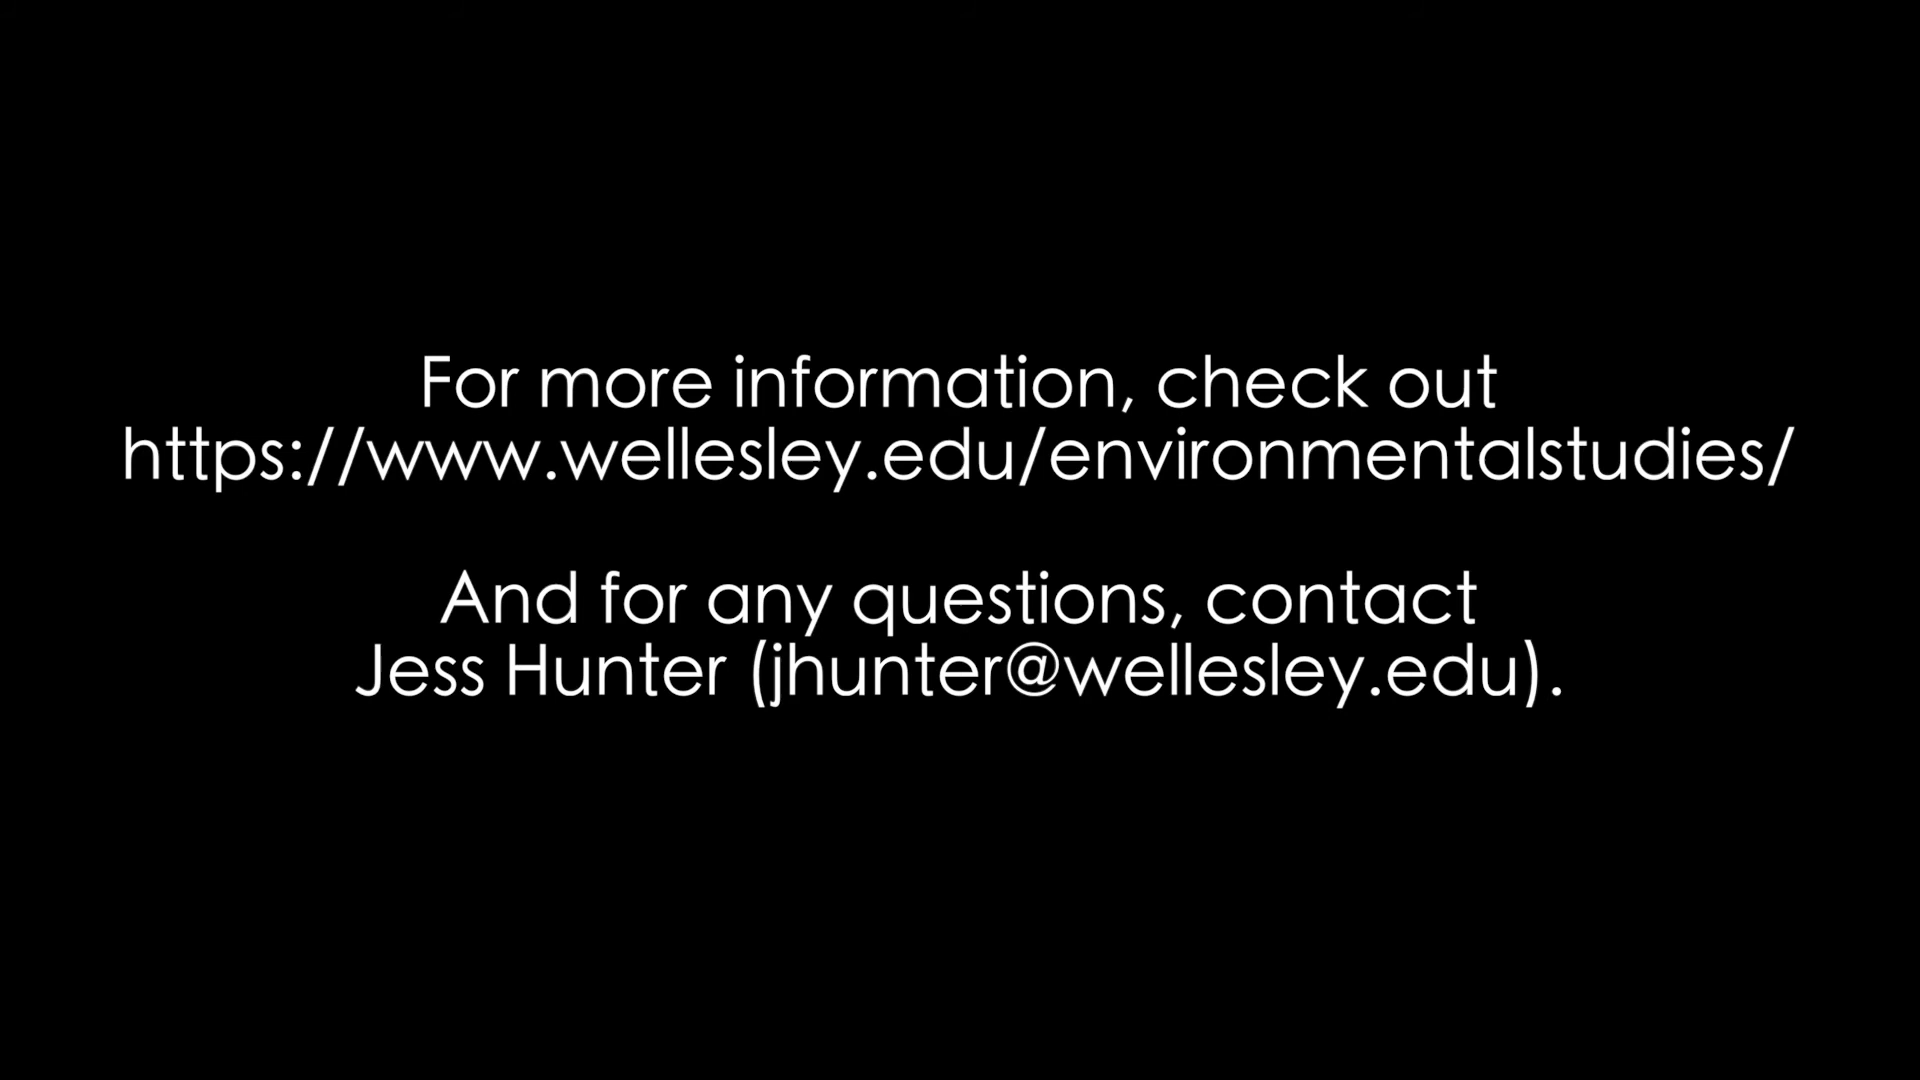 For more information, check out
https://www.wellesley.edu/environmentalstudies/
And for any questions, contact
Jess Hunter (jhunter@wellesley.edu).